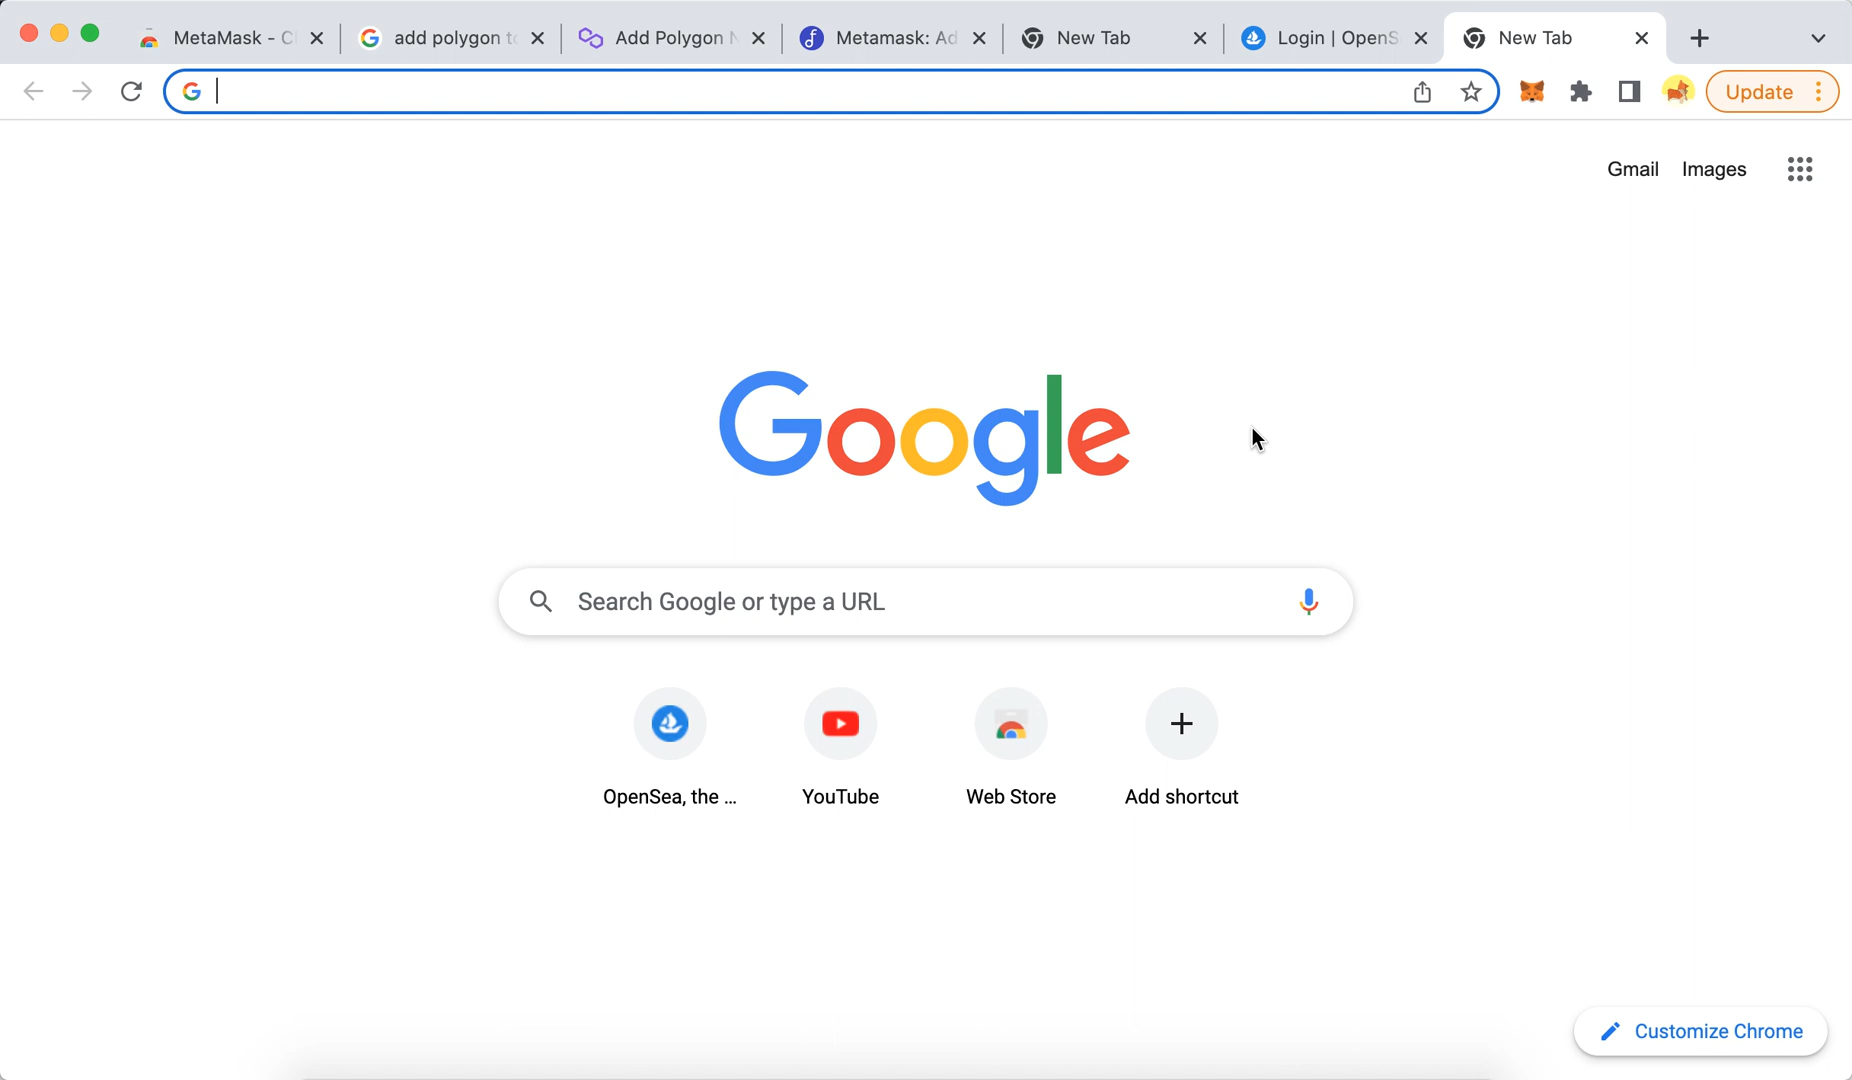 MetaMask - C
add polygon to
Add Polygon N
Metamask: Ad
New Tab
Login | OpenS
New Tab
Update
Gmail
Images
Google
Search Google or type a URL
OpenSea, the ...
YouTube
Web Store
Add shortcut
Customize Chrome